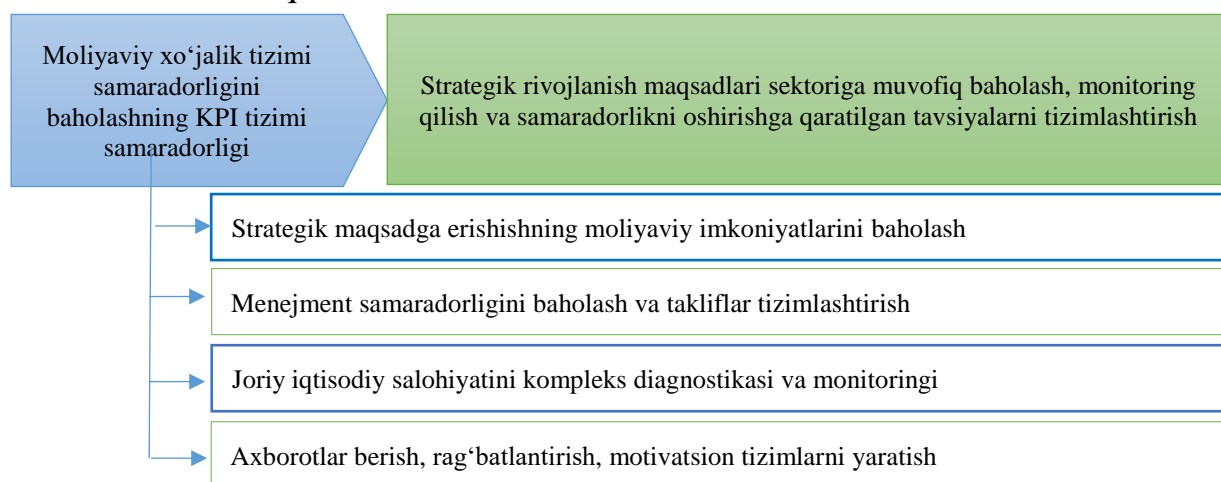 Moliyaviy xo‘jalik tizimi
samaradorligini
baholashning KPI tizimi
samaradorligi
Strategik rivojlanish maqsadlari sektoriga muvofiq baholash, monitoring
qilish va samaradorlikni oshirishga qaratilgan tavsiyalarni tizimlashtirish
Strategik maqsadga erishishning moliyaviy imkoniyatlarini baholash
Menejment samaradorligini baholash va takliflar tizimlashtirish
Joriy iqtisodiy salohiyatini kompleks diagnostikasi va monitoringi
Axborotlar berish, rag‘batlantirish, motivatsion tizimlarni yaratish